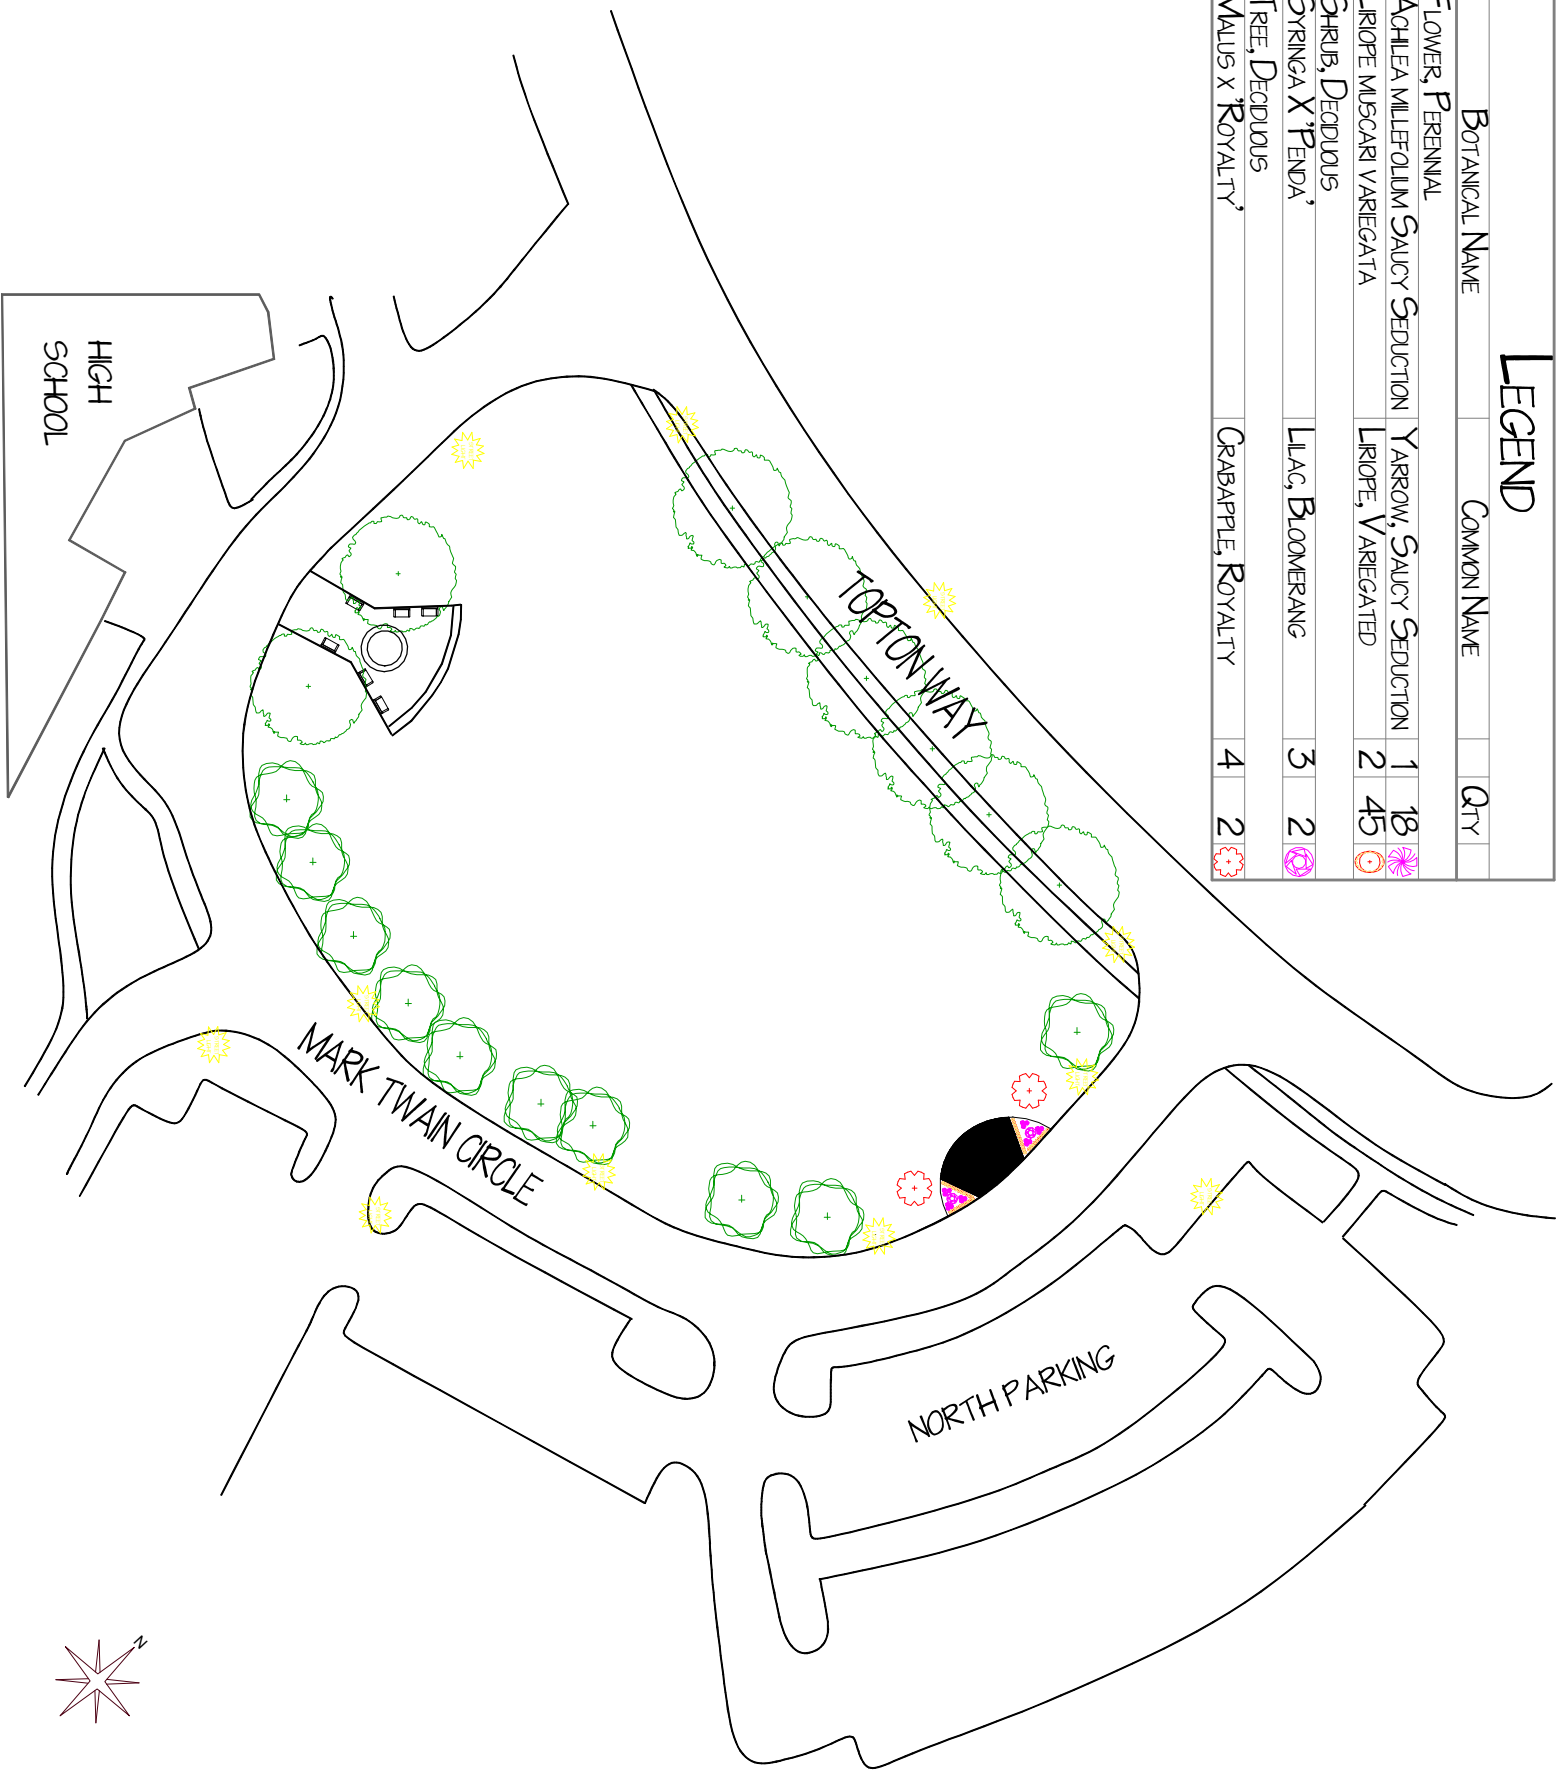 LEGEND
BOTANICAL NAME COMMON NAME QTY
FLOWER, PERENNIAL
ACHLEA MILLEFOLIUM SAUCY SEDUCTION YARROW, SAUCY SEDUCTION 1 18
LIRIOPE MUSCARI VARIEGATA LIRIOPE, VARIEGATED 2 45
SHRUB, DECIDUOUS
SYRINGA X 'PENDA' LILAC, BLOOMERANG 3 2
TREE, DECIDUOUS
MALUS X 'ROYALTY' CRABAPPLE, ROYALTY 4 2
HIGH
SCHOOL
TOPTON WAY
MARK TWAIN CIRCLE
NORTH PARKING
N